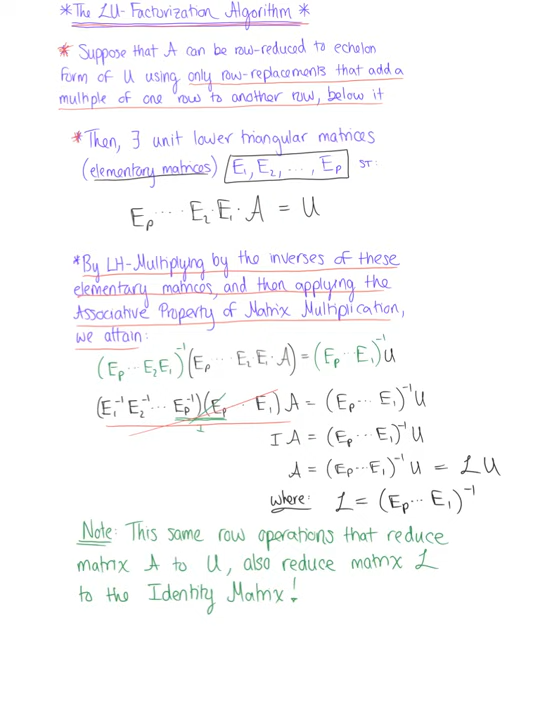 *The LU-Factorization Algorithm*
* Suppose that A can be row-reduced to echelon
form of U using only row-replacements that add a
multiple of one row to another row, below it
*Then, ∃ unit lower triangular matrices
(elementary matrices) E₁, E₂, ⋯, Eₚ ST:
Eₚ ⋯ E₂·E₁·A = U
*By LH-Multiplying by the inverses of these
elementary matrices, and then applying the
Associative Property of Matrix Multiplication,
we attain:
(Eₚ⋯E₂E₁)⁻¹(Eₚ ⋯ E₂ E₁·A) = (Eₚ⋯E₁)⁻¹U
(E₁⁻¹E₂⁻¹ ⋯ Eₚ⁻¹)(Eₚ ⋯ E₁)A = (Eₚ⋯E₁)⁻¹U
I
IA = (Eₚ⋯E₁)⁻¹U
A = (Eₚ⋯E₁)⁻¹U = LU
where: L = (Eₚ⋯E₁)⁻¹
Note: This same row operations that reduce
matrix A to U, also reduce matrix L
to the Identity Matrix!